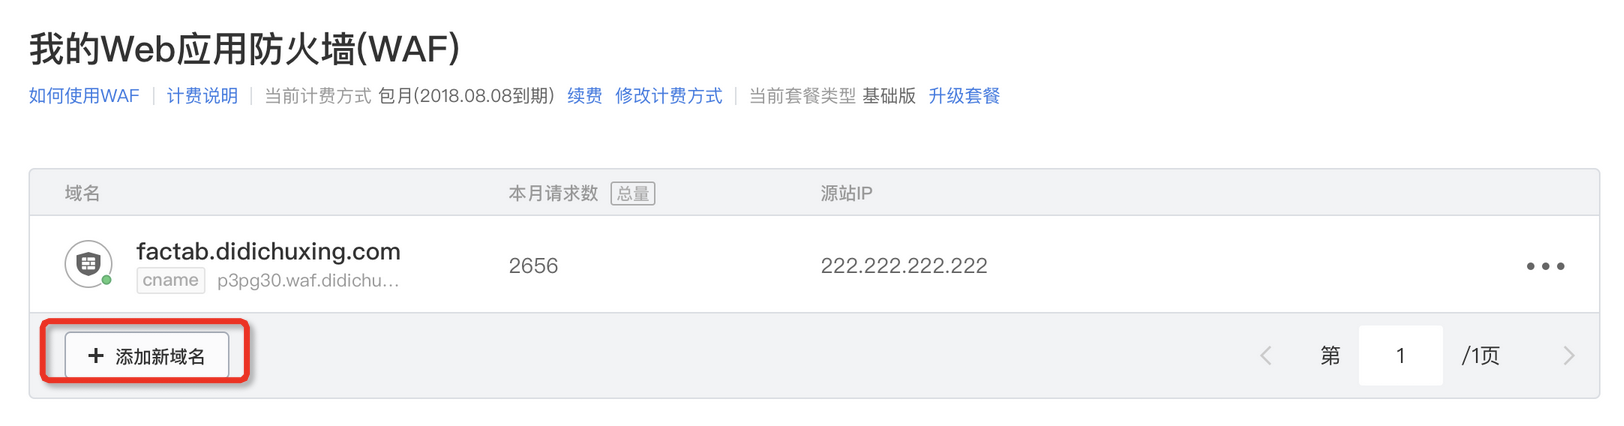 我的Web应用防火墙(WAF)
如何使用WAF | 计费说明 | 当前计费方式 包月(2018.08.08到期) 续费 修改计费方式 | 当前套餐类型 基础版 升级套餐
域名 本月请求数 总量 源站IP
factab.didichuxing.com 2656 222.222.222.222
cname p3pg30.waf.didichu...
+ 添加新域名 第 1 /1页